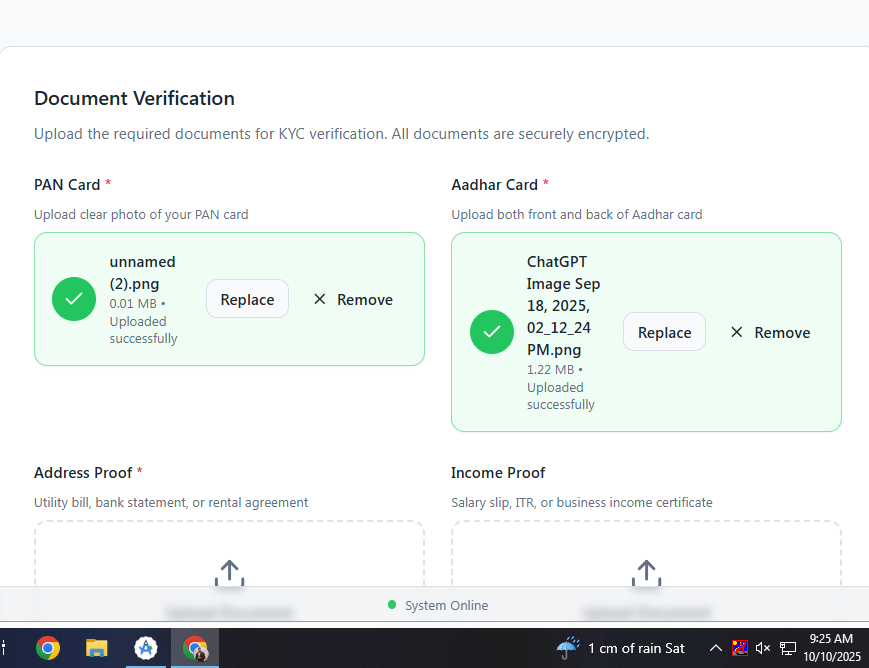 Document Verification
Upload the required documents for KYC verification. All documents are securely encrypted.
PAN Card *
Upload clear photo of your PAN card
unnamed
(2).png
0.01 MB •
Uploaded
successfully
Replace
Remove
Aadhar Card *
Upload both front and back of Aadhar card
ChatGPT
Image Sep
18, 2025,
02_12_24
PM.png
1.22 MB •
Uploaded
successfully
Replace
Remove
Address Proof *
Utility bill, bank statement, or rental agreement
Income Proof
Salary slip, ITR, or business income certificate
Upload Document
Upload Document
System Online
1 cm of rain Sat
9:25 AM
10/10/2025